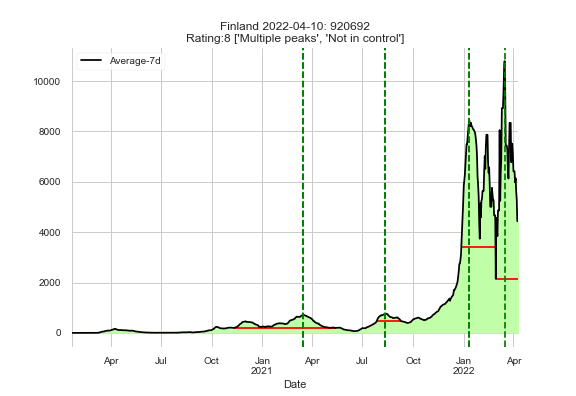 Finland 2022-04-10: 920692
Rating:8 ['Multiple peaks', 'Not in control']
Average-7d
10000
8000
6000
4000
2000
0
Apr
Jul
Oct
Jan
2021
Apr
Jul
Oct
Jan
2022
Apr
Date